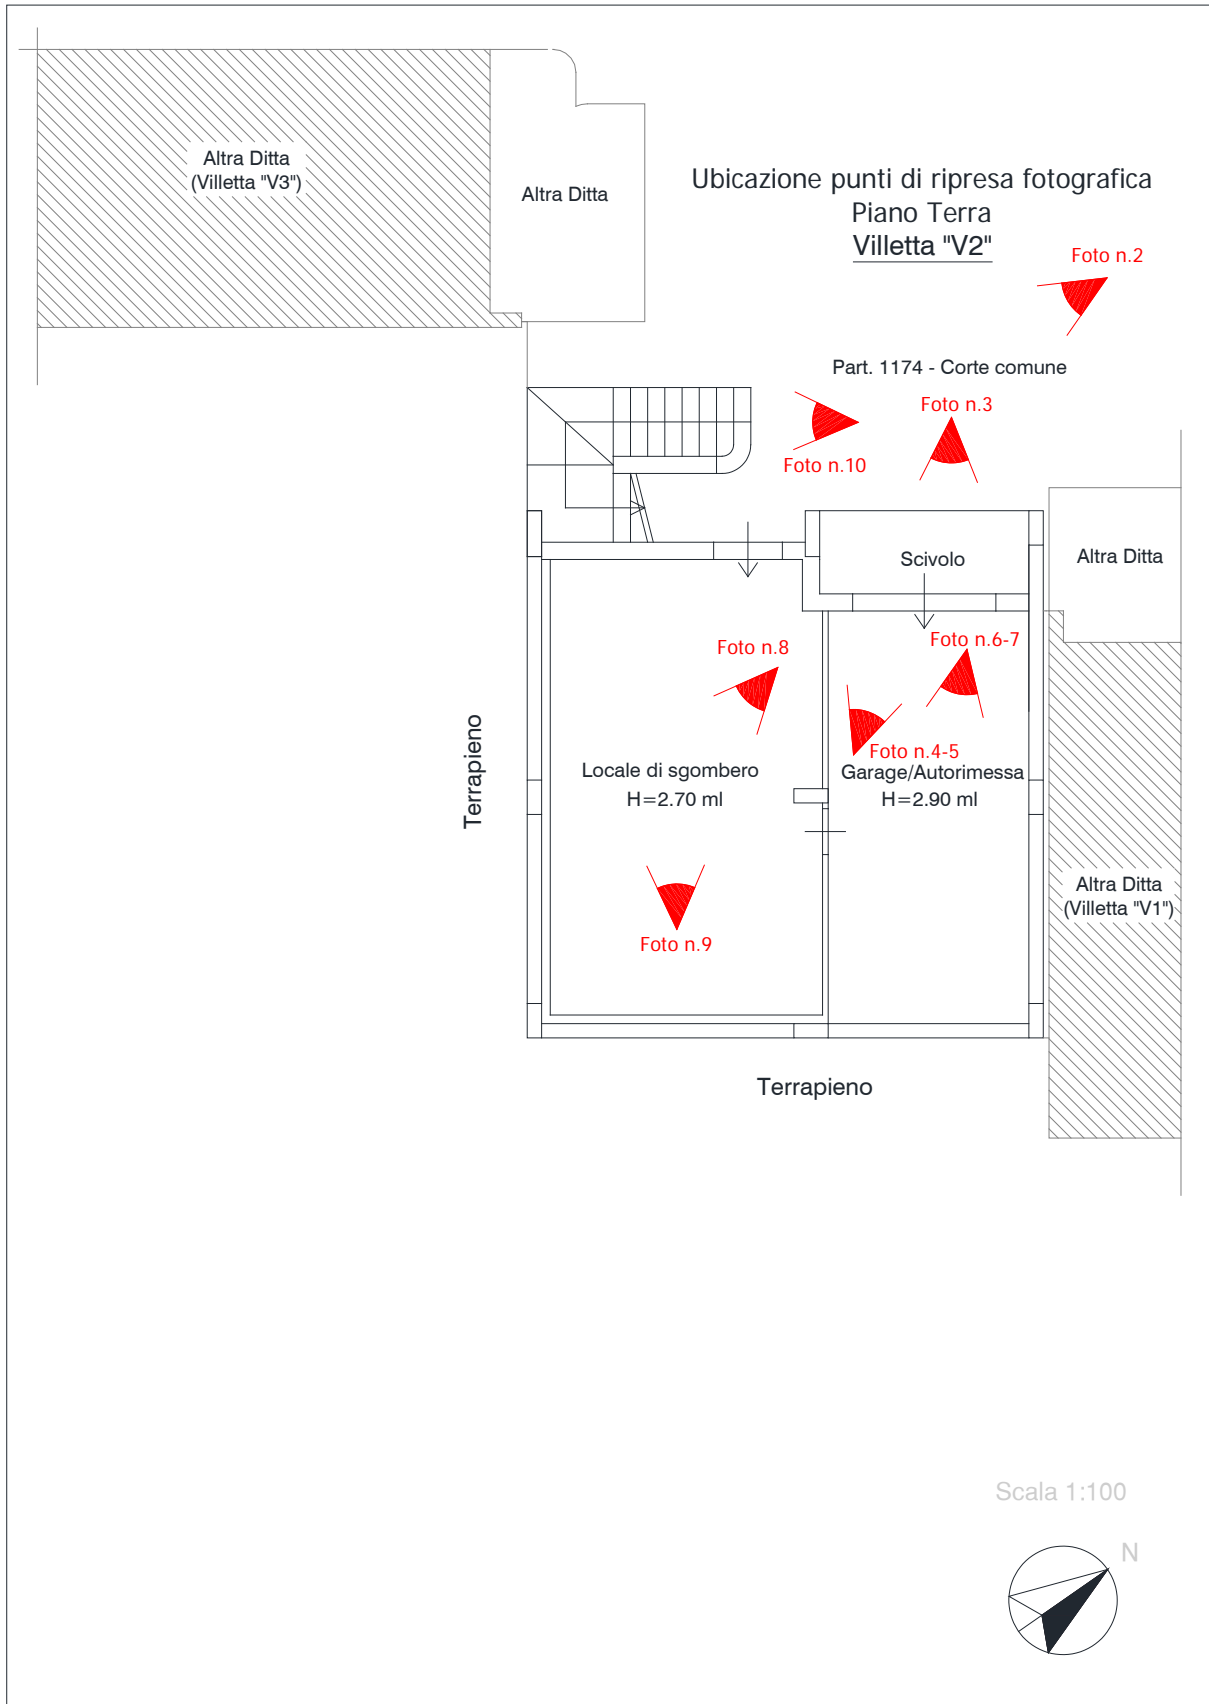 Altra Ditta
(Villetta "V3")
Altra Ditta
Ubicazione punti di ripresa fotografica
Piano Terra
Villetta "V2"
Foto n.2
Part. 1174 - Corte comune
Foto n.3
Foto n.10
Scivolo
Altra Ditta
Foto n.8
Foto n.6-7
Foto n.4-5
Locale di sgombero
H=2.70 ml
Garage/Autorimessa
H=2.90 ml
Terrapieno
Altra Ditta
(Villetta "V1")
Foto n.9
Terrapieno
Scala 1:100
N